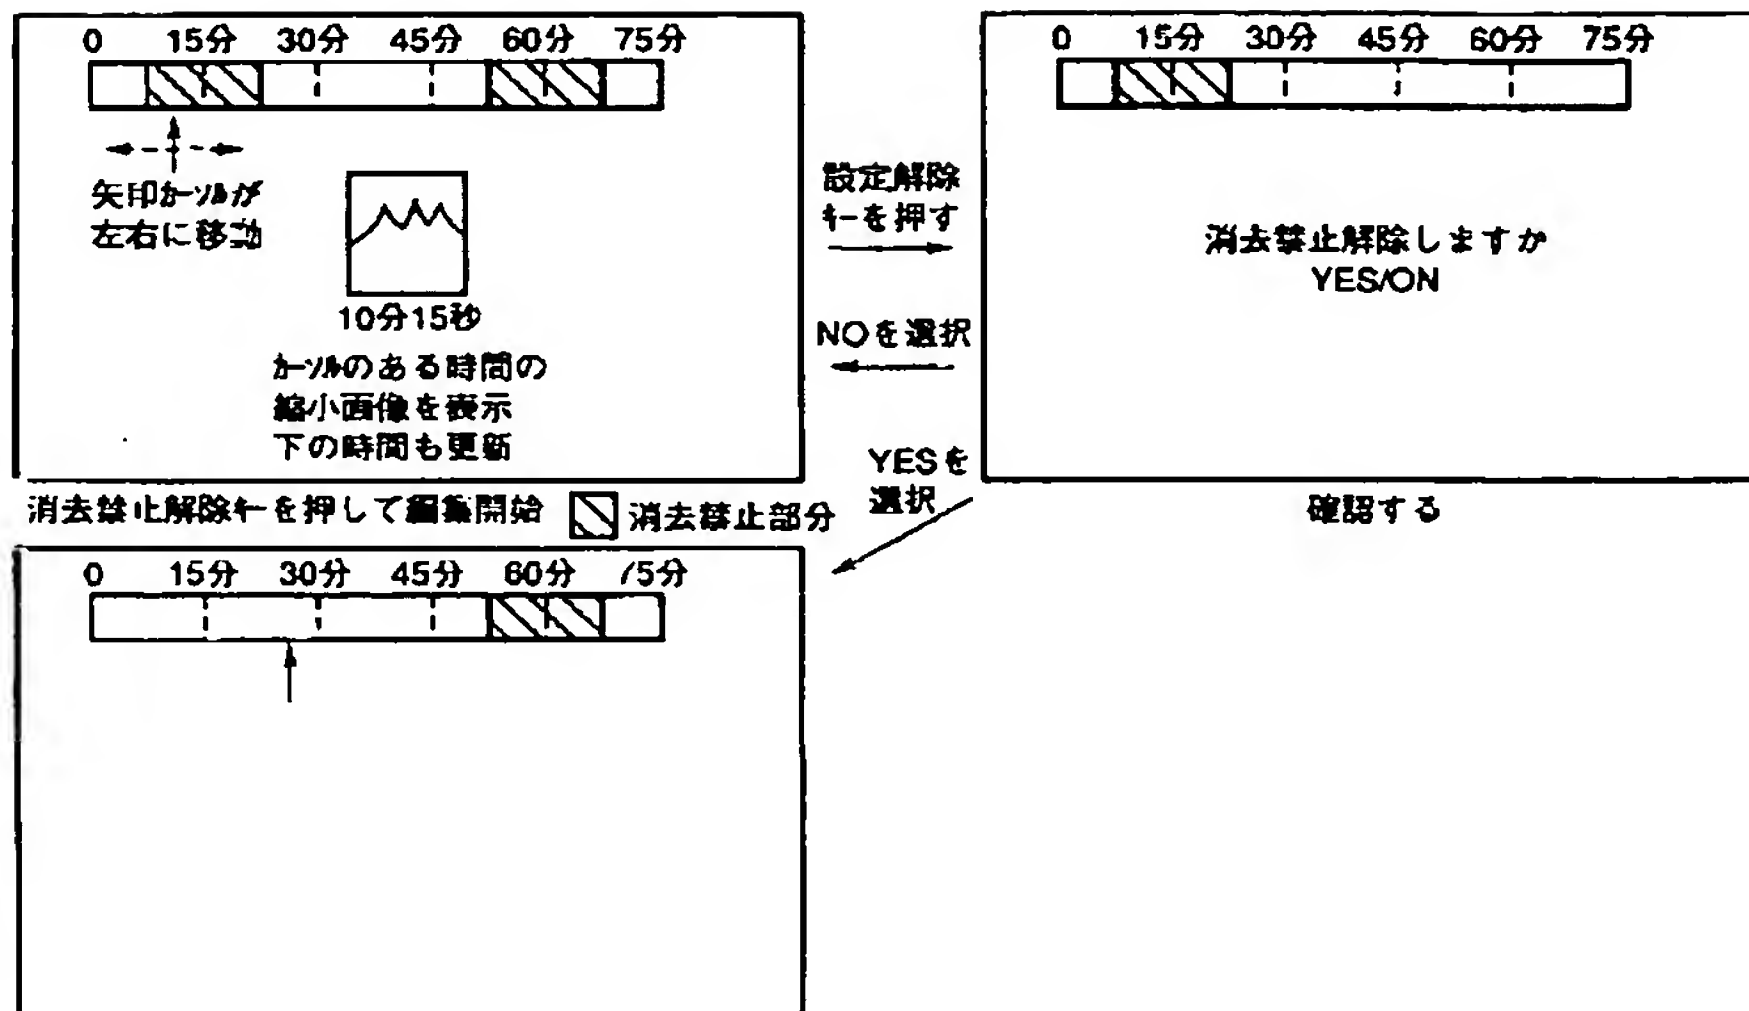 0 15分 30分 45分 60分 75分
矢印カーソルが
左右に移動
10分15秒
カーソルのある時間の
縮小画像を表示
下の時間も更新
消去禁止解除キーを押して編集開始
消去禁止部分
設定解除
キーを押す
NOを選択
YESを
選択
0 15分 30分 45分 60分 75分
消去禁止解除しますか
YES/ON
確認する
0 15分 30分 45分 60分 75分